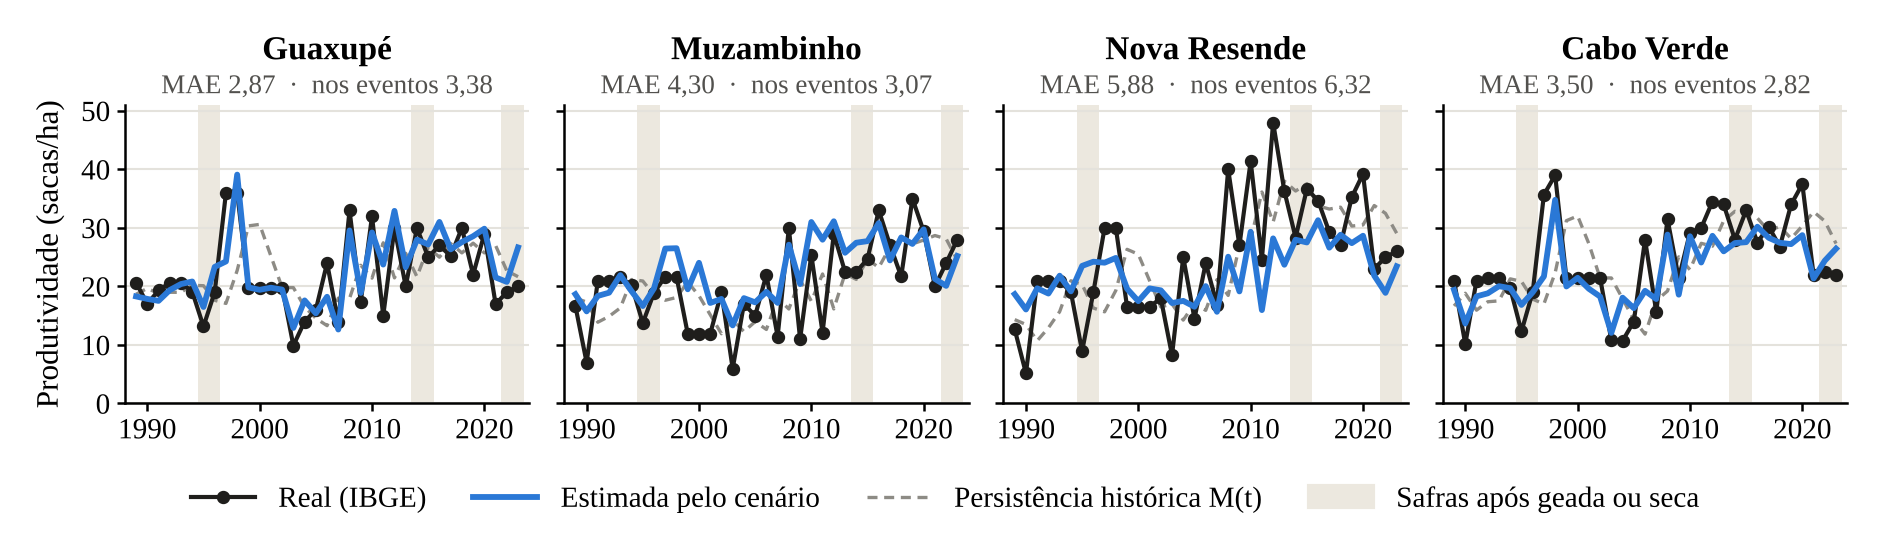 Guaxupé
MAE 2,87 · nos eventos 3,38
Muzambinho
MAE 4,30 · nos eventos 3,07
Nova Resende
MAE 5,88 · nos eventos 6,32
Cabo Verde
MAE 3,50 · nos eventos 2,82
Produtividade (sacas/ha)
50
40
30
20
10
0
1990 2000 2010 2020
1990 2000 2010 2020
1990 2000 2010 2020
1990 2000 2010 2020
Real (IBGE) Estimada pelo cenário Persistência histórica M(t) Safras após geada ou seca